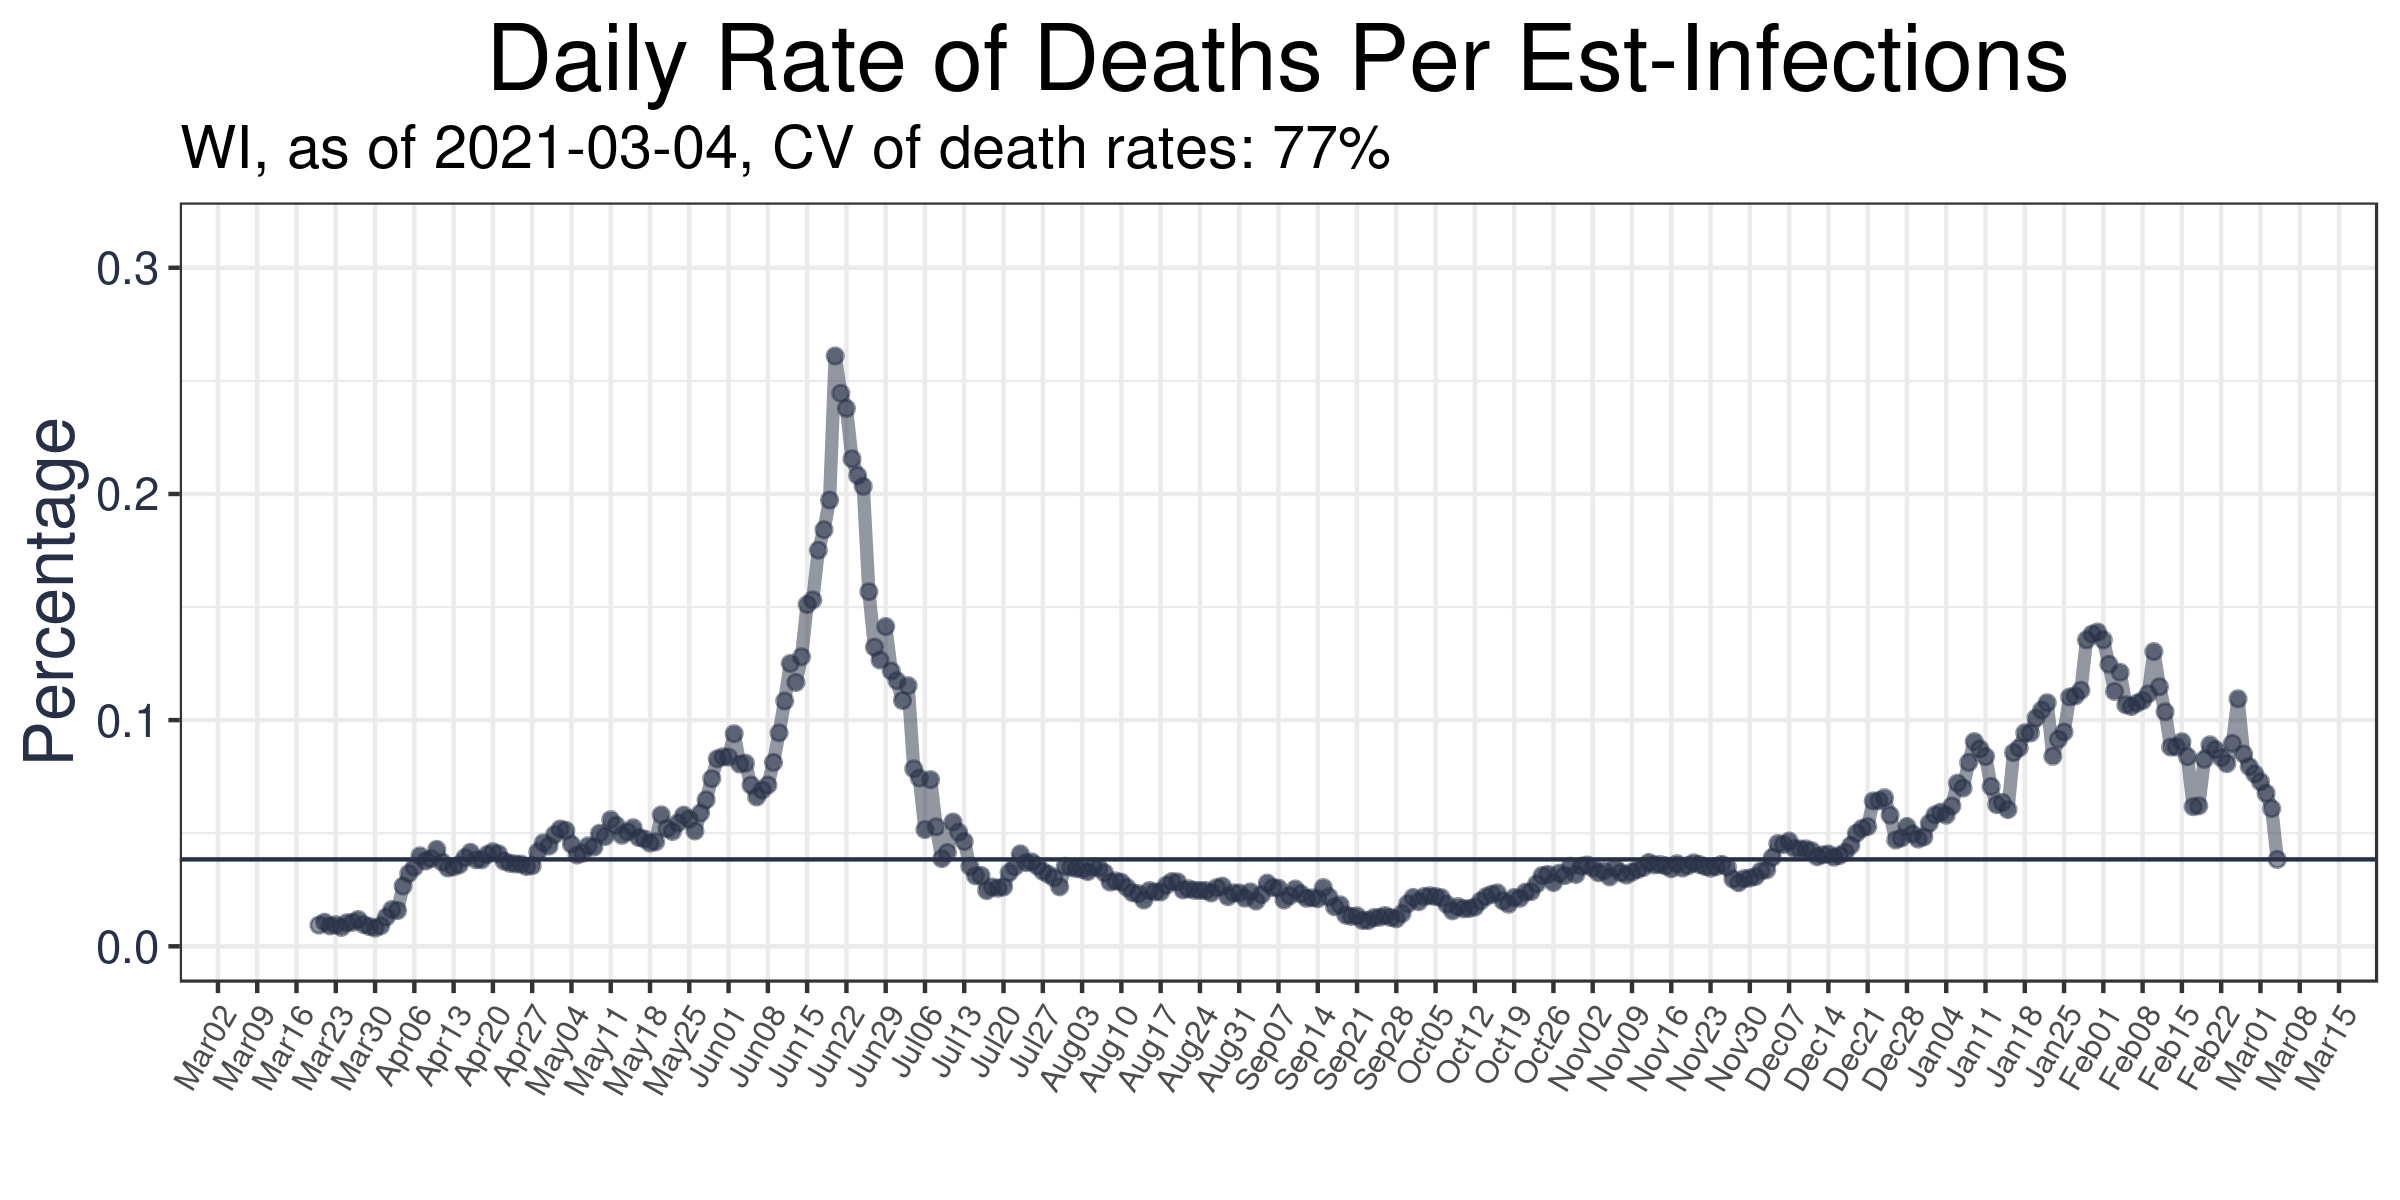 Daily Rate of Deaths Per Est-Infections
WI, as of 2021-03-04, CV of death rates: 77%
Percentage
0.3
0.2
0.1
0.0
Mar02
Mar09
Mar16
Mar23
Mar30
Apr06
Apr13
Apr20
Apr27
May04
May11
May18
May25
Jun01
Jun08
Jun15
Jun22
Jun29
Jul06
Jul13
Jul20
Jul27
Aug03
Aug10
Aug17
Aug24
Aug31
Sep07
Sep14
Sep21
Sep28
Oct05
Oct12
Oct19
Oct26
Nov02
Nov09
Nov16
Nov23
Nov30
Dec07
Dec14
Dec21
Dec28
Jan04
Jan11
Jan18
Jan25
Feb01
Feb08
Feb15
Feb22
Mar01
Mar08
Mar15